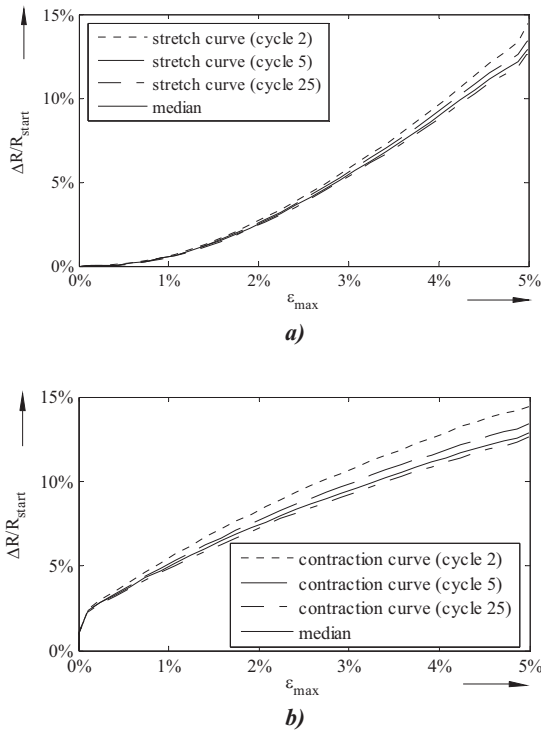 15%
10%
5%
0%
ΔR/R_start
stretch curve (cycle 2)
stretch curve (cycle 5)
stretch curve (cycle 25)
median
0% 1% 2% 3% 4% 5%
ε_max
a)
15%
10%
5%
0%
ΔR/R_start
contraction curve (cycle 2)
contraction curve (cycle 5)
contraction curve (cycle 25)
median
0% 1% 2% 3% 4% 5%
ε_max
b)